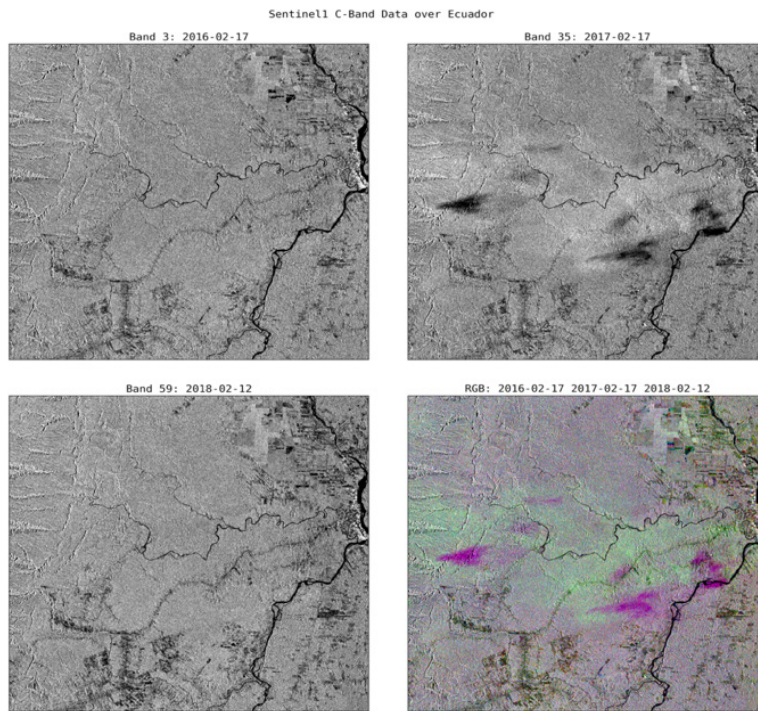 Sentinel1 C-Band Data over Ecuador
Band 3: 2016-02-17
Band 35: 2017-02-17
Band 59: 2018-02-12
RGB: 2016-02-17 2017-02-17 2018-02-12